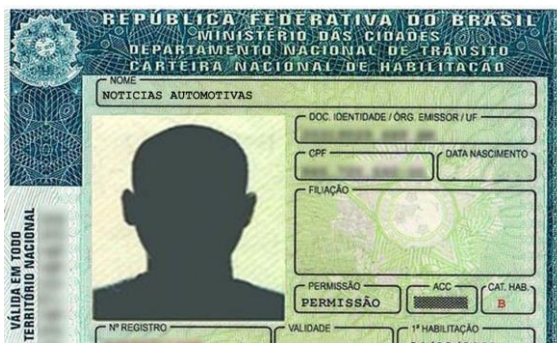 REPÚBLICA FEDERATIVA DO BRASIL
MINISTÉRIO DAS CIDADES
DEPARTAMENTO NACIONAL DE TRÂNSITO
CARTEIRA NACIONAL DE HABILITAÇÃO
NOME
NOTICIAS AUTOMOTIVAS
DOC. IDENTIDADE / ÓRG. EMISSOR / UF
CPF
DATA NASCIMENTO
FILIAÇÃO
PERMISSÃO
ACC
CAT. HAB.
PERMISSÃO
B
Nº REGISTRO
VALIDADE
1ª HABILITAÇÃO
VÁLIDA EM TODO
TERRITÓRIO NACIONAL